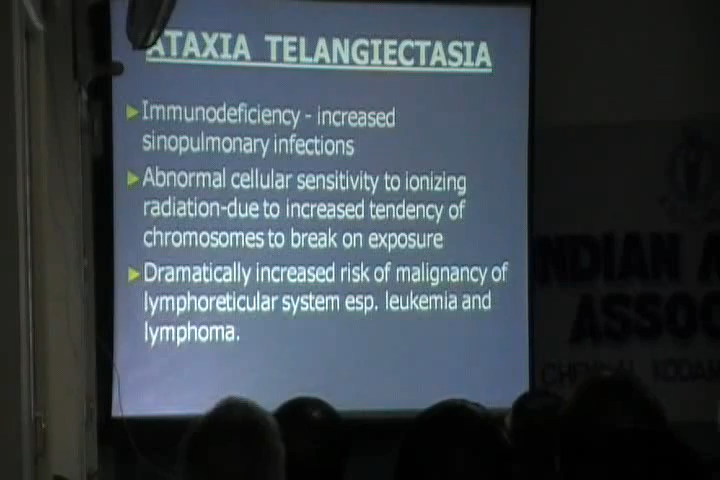 ATAXIA TELANGIECTASIA
►Immunodeficiency - increased
sinopulmonary infections
►Abnormal cellular sensitivity to ionizing
radiation-due to increased tendency of
chromosomes to break on exposure
►Dramatically increased risk of malignancy of
lymphoreticular system esp. leukemia and
lymphoma.
INDIAN A
ASSOC